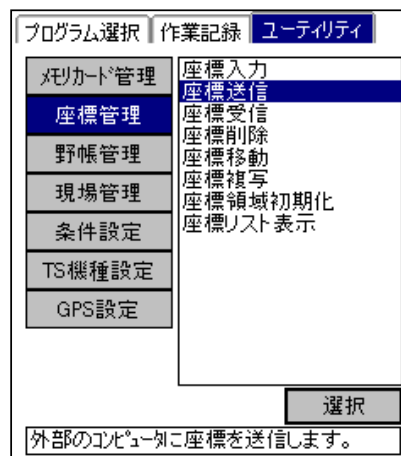 プログラム選択 作業記録 ユーティリティ
ﾒﾓﾘｶｰﾄﾞ管理
座標管理
野帳管理
現場管理
条件設定
TS機種設定
GPS設定
座標入力
座標送信
座標受信
座標削除
座標移動
座標複写
座標領域初期化
座標リスト表示
選択
外部のｺﾝﾋﾟｭｰﾀに座標を送信します。